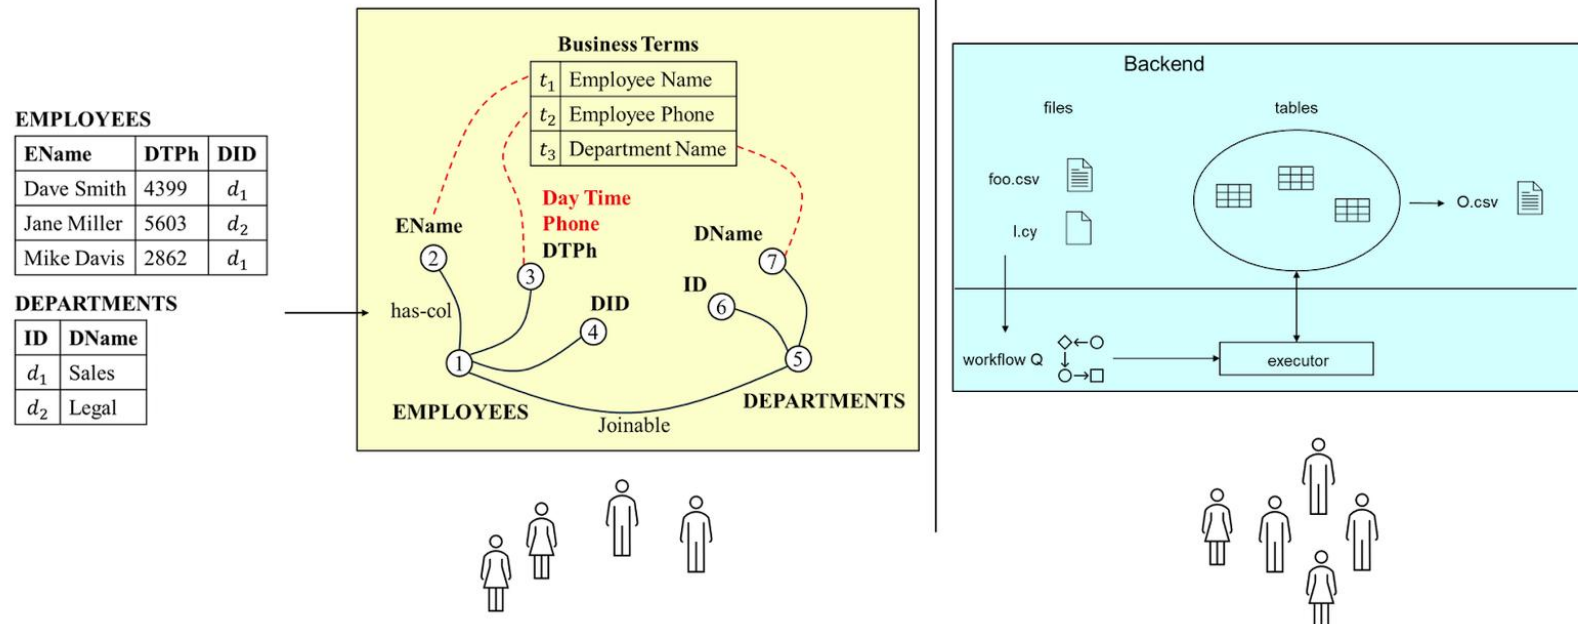 EMPLOYEES
EName DTPh DID
Dave Smith 4399 d₁
Jane Miller 5603 d₂
Mike Davis 2862 d₁
DEPARTMENTS
ID DName
d₁ Sales
d₂ Legal
Business Terms
t₁ Employee Name
t₂ Employee Phone
t₃ Department Name
Day Time
Phone
EName
DTPh
DName
2
3
7
ID
DID
has-col
6
4
1
5
EMPLOYEES
DEPARTMENTS
Joinable
Backend
files
tables
foo.csv
I.cy
O.csv
workflow Q
executor